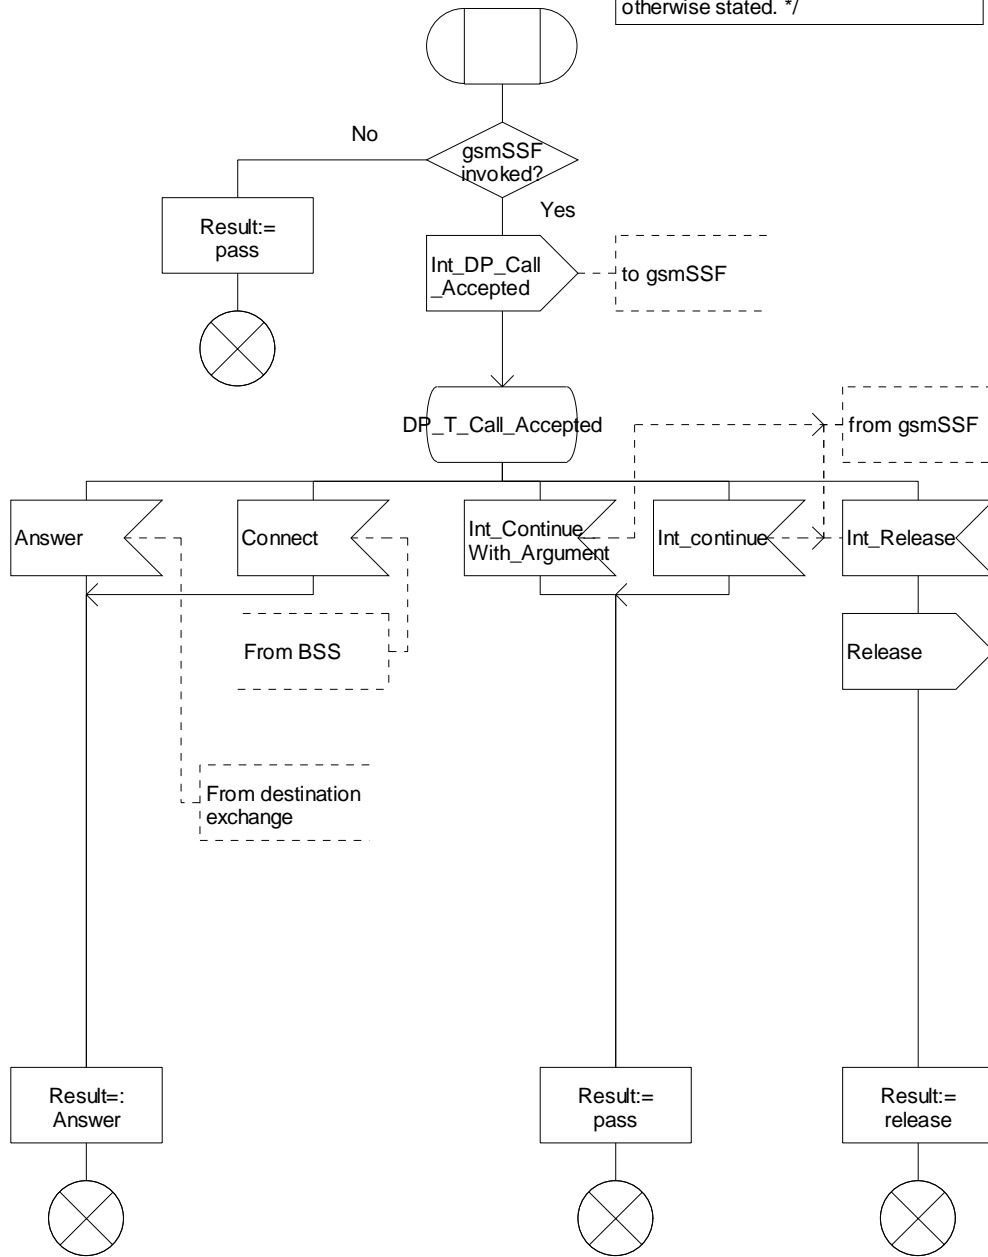 otherwise stated. */
No
gsmSSF
invoked?
Yes
Result:=
pass
Int_DP_Call
_Accepted
to gsmSSF
DP_T_Call_Accepted
from gsmSSF
Answer
Connect
Int_Continue
With_Argument
Int_continue
Int_Release
From BSS
Release
From destination
exchange
Result=:
Answer
Result:=
pass
Result:=
release